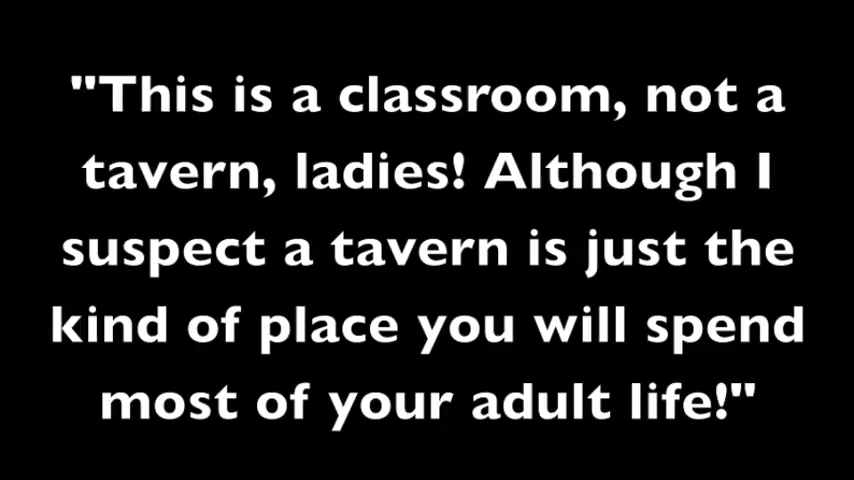 "This is a classroom, not a
tavern, ladies! Although I
suspect a tavern is just the
kind of place you will spend
most of your adult life!"